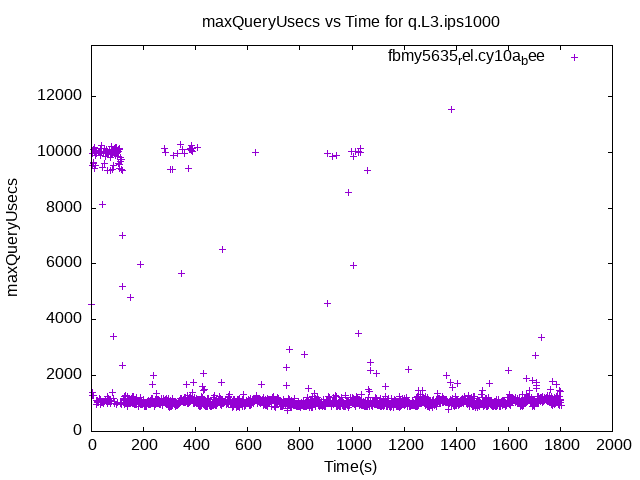 maxQueryUsecs vs Time for q.L3.ips1000
fbmy5635rel.cy10abee
maxQueryUsecs
12000
10000
8000
6000
4000
2000
0
0 200 400 600 800 1000 1200 1400 1600 1800 2000
Time(s)